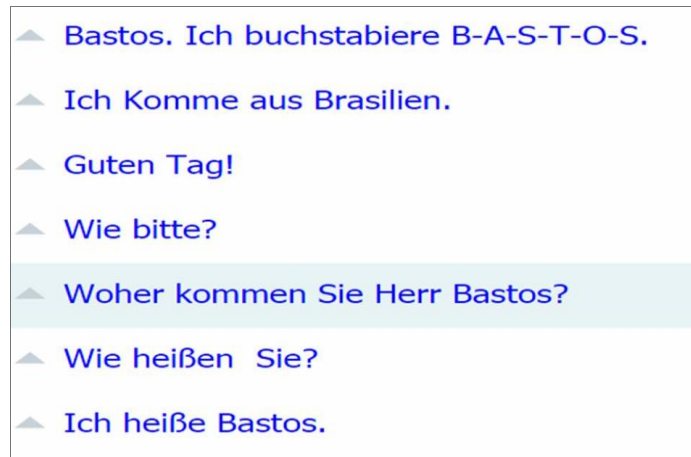 Bastos. Ich buchstabiere B-A-S-T-O-S.
Ich Komme aus Brasilien.
Guten Tag!
Wie bitte?
Woher kommen Sie Herr Bastos?
Wie heißen  Sie?
Ich heiße Bastos.